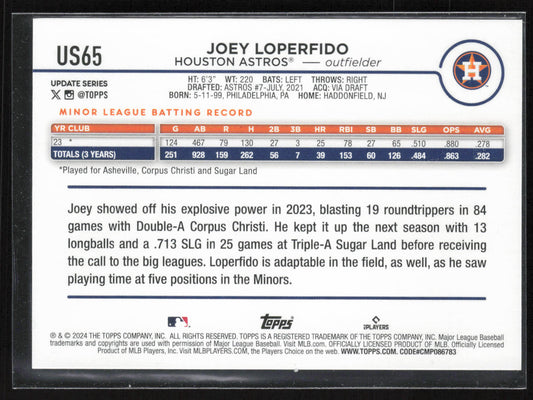 US65
JOEY LOPERFIDO
HOUSTON ASTROS® — outfielder
UPDATE SERIES
@TOPPS
HT: 6'3" WT: 220 BATS: LEFT THROWS: RIGHT
DRAFTED: ASTROS #7-JULY, 2021 ACQ: VIA DRAFT
BORN: 5-11-99, PHILADELPHIA, PA HOME: HADDONFIELD, NJ
MINOR LEAGUE BATTING RECORD
YR CLUB G AB R H 2B 3B HR RBI SB BB SLG OPS AVG
23 * 124 467 79 130 27 3 25 78 27 65 .510 .880 .278
TOTALS (3 YEARS) 251 928 159 262 56 7 39 153 60 126 .484 .863 .282
*Played for Asheville, Corpus Christi and Sugar Land
Joey showed off his explosive power in 2023, blasting 19 roundtrippers in 84
games with Double-A Corpus Christi. He kept it up the next season with 13
longballs and a .713 SLG in 25 games at Triple-A Sugar Land before receiving
the call to the big leagues. Loperfido is adaptable in the field, as well, as he saw
playing time at five positions in the Minors.
Topps
PLAYERS
® & © 2024 THE TOPPS COMPANY, INC. ALL RIGHTS RESERVED. TOPPS IS A REGISTERED TRADEMARK OF THE TOPPS COMPANY, INC. Major League Baseball
trademarks and copyrights are used with permission of Major League Baseball. Visit MLB.com. OFFICIALLY LICENSED PRODUCT OF MLB. Officially Licensed
Product of MLB Players, Inc. Visit MLBPLAYERS.com, the Players Choice on the web. WWW.TOPPS.COM. CODE#CMP086783